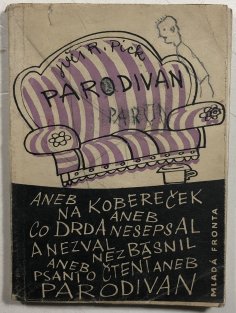 jiří R. Pick
PARODIVAN
ANEB
NA KOBEREČEK
ANEB
CO DRDA NESEPSAL
A NEZVAL NEZBÁSNIL
ANEB
PSANÍ O ČTENÍ ANEB
PARODIVAN
MLADÁ FRONTA